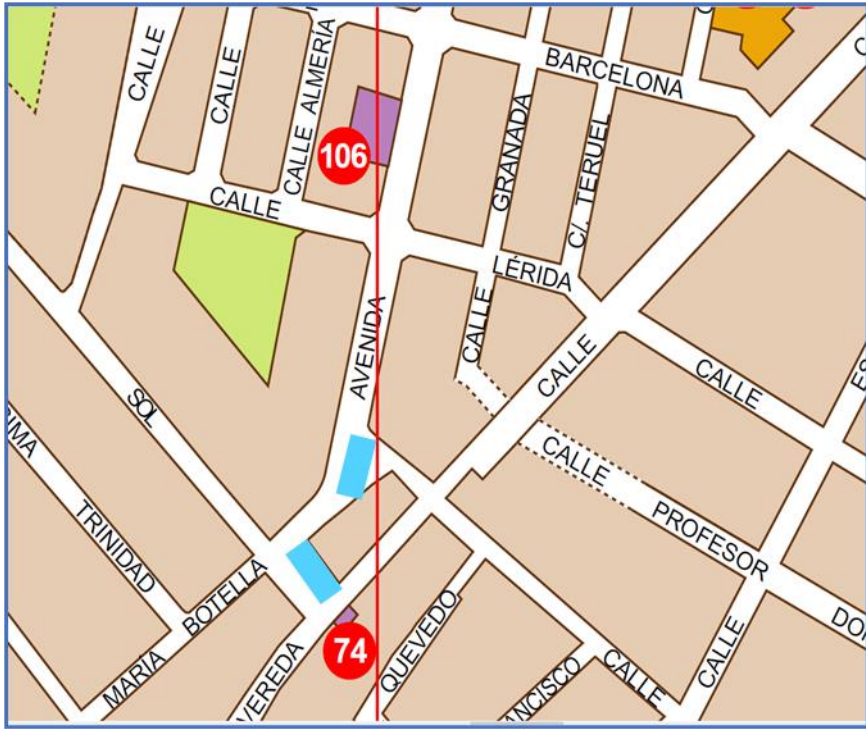 BARCELONA
CALLE
CALLE
CALLE ALMERÍA
106
GRANADA
C/. TERUEL
CALLE
LÉRIDA
CALLE
AVENIDA
CALLE
CALLE
SOL
CALLE
TRINIDAD
PROFESOR
BOTELLA
MARÍA
QUEVEDO
74
VEREDA
CALLE
CALLE